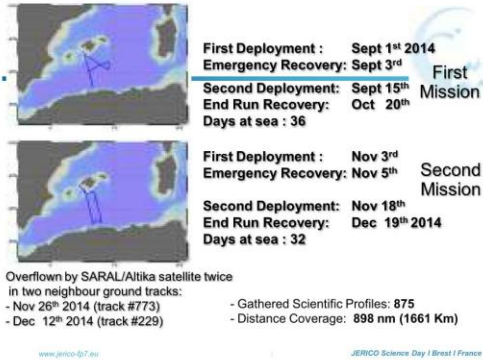 First Deployment : Sept 1st 2014
Emergency Recovery: Sept 3rd
First
Mission
Second Deployment: Sept 15th
End Run Recovery: Oct 20th
Days at sea : 36
First Deployment : Nov 3rd
Emergency Recovery: Nov 5th
Second
Mission
Second Deployment: Nov 18th
End Run Recovery: Dec 19th 2014
Days at sea : 32
Overflown by SARAL/Altika satellite twice
in two neighbour ground tracks:
- Nov 26th 2014 (track #773)
- Dec 12th 2014 (track #229)
- Gathered Scientific Profiles: 875
- Distance Coverage: 898 nm (1661 Km)
www.jerico-fp7.eu
JERICO Science Day I Brest I France